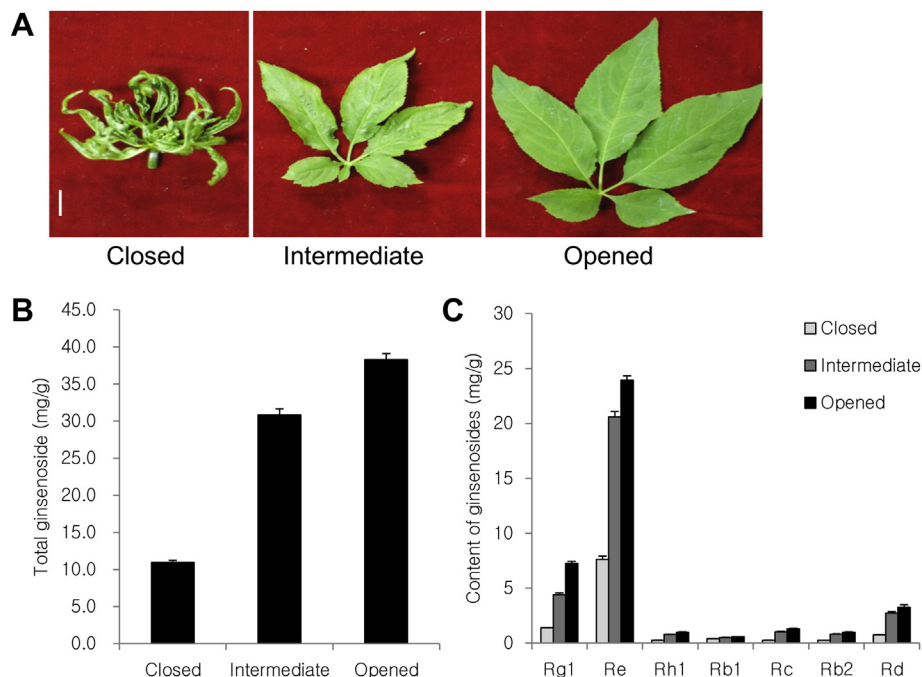 A
Closed Intermediate Opened
B
Total ginsenoside (mg/g)
45.0
40.0
35.0
30.0
25.0
20.0
15.0
10.0
5.0
0.0
Closed Intermediate Opened
C
Content of ginsenosides (mg/g)
30
25
20
15
10
5
0
Closed
Intermediate
Opened
Rg1 Re Rh1 Rb1 Rc Rb2 Rd